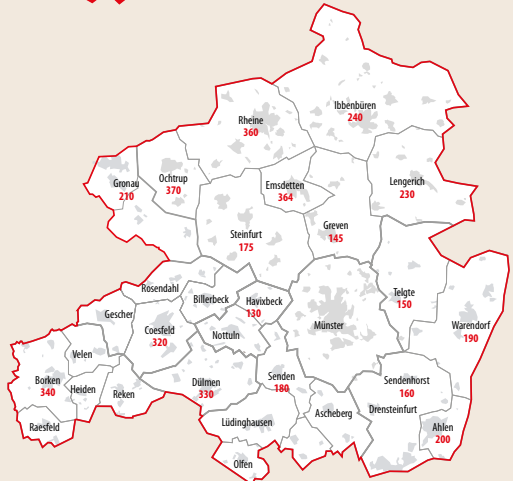 Ibbenbüren
240
Rheine
360
Ochtrup
370
Gronau
210
Emsdetten
364
Lengerich
230
Greven
145
Steinfurt
175
Rosendahl
Billerbeck
Havixbeck
130
Telgte
150
Gescher
Coesfeld
320
Nottuln
Münster
Warendorf
190
Velen
Borken
340
Heiden
Reken
Dülmen
330
Senden
180
Sendenhorst
160
Drensteinfurt
Ascheberg
Raesfeld
Lüdinghausen
Ahlen
200
Olfen